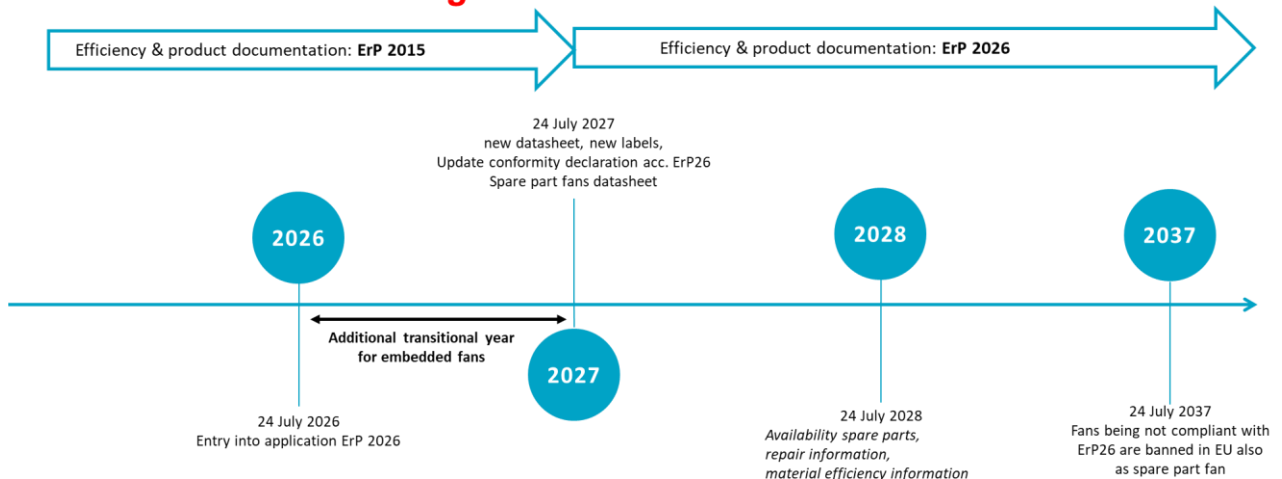 Efficiency & product documentation: ErP 2015
Efficiency & product documentation: ErP 2026
24 July 2027
new datasheet, new labels,
Update conformity declaration acc. ErP26
Spare part fans datasheet
2026
2028
2037
Additional transitional year
for embedded fans
2027
24 July 2026
Entry into application ErP 2026
24 July 2028
Availability spare parts,
repair information,
material efficiency information
24 July 2037
Fans being not compliant with
ErP26 are banned in EU also
as spare part fan